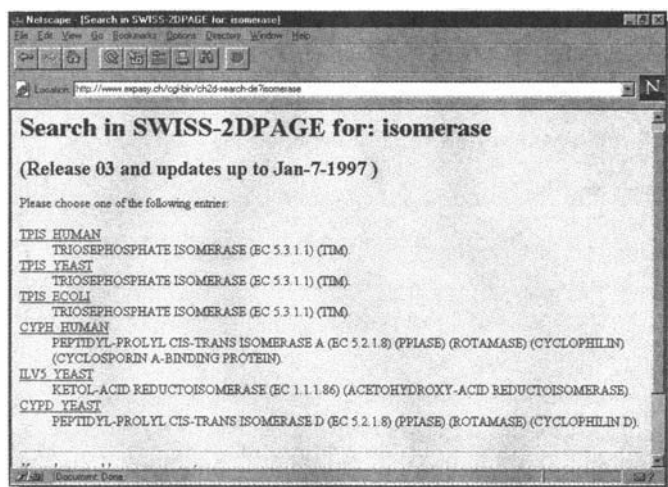 Netscape - [Search in SWISS-2DPAGE for: isomerase]
File Edit View Go Bookmarks Options Directory Window Help
Location: http://www.expasy.ch/cgi-bin/ch2d-search-de?isomerase
N
Search in SWISS-2DPAGE for: isomerase
(Release 03 and updates up to Jan-7-1997 )
Please choose one of the following entries:
TPIS_HUMAN
TRIOSEPHOSPHATE ISOMERASE (EC 5.3.1.1) (TIM).
TPIS_YEAST
TRIOSEPHOSPHATE ISOMERASE (EC 5.3.1.1) (TIM).
TPIS_ECOLI
TRIOSEPHOSPHATE ISOMERASE (EC 5.3.1.1) (TIM).
CYPH_HUMAN
PEPTIDYL-PROLYL CIS-TRANS ISOMERASE A (EC 5.2.1.8) (PPIASE) (ROTAMASE) (CYCLOPHILIN)
(CYCLOSPORIN A-BINDING PROTEIN).
ILV5_YEAST
KETOL-ACID REDUCTOISOMERASE (EC 1.1.1.86) (ACETOHYDROXY-ACID REDUCTOISOMERASE).
CYPD_YEAST
PEPTIDYL-PROLYL CIS-TRANS ISOMERASE D (EC 5.2.1.8) (PPIASE) (ROTAMASE) (CYCLOPHILIN D).
Document: Done